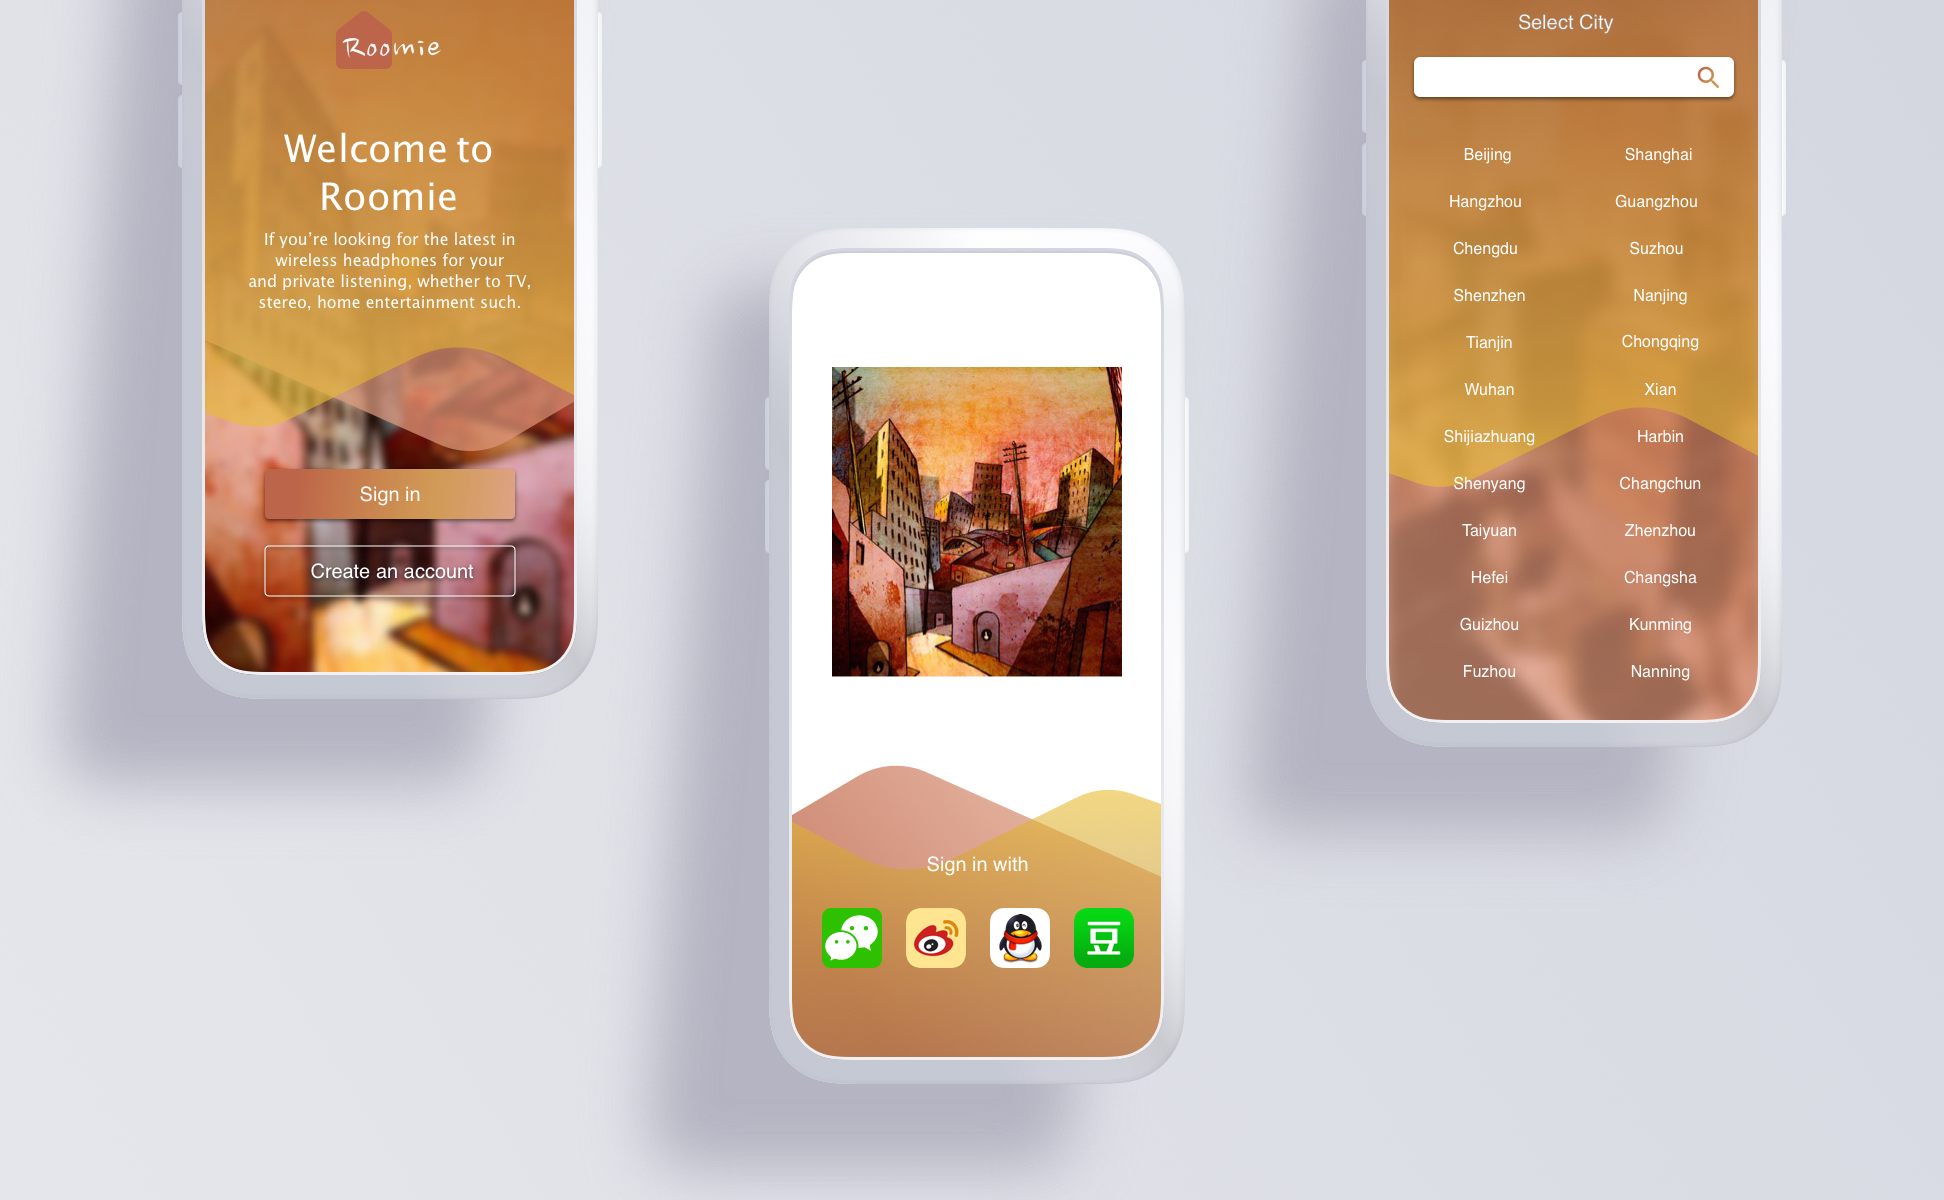 Roomie
Welcome to
Roomie
If you’re looking for the latest in
wireless headphones for your
and private listening, whether to TV,
stereo, home entertainment such.
Sign in
Create an account
Sign in with
豆
Select City
Beijing Shanghai
Hangzhou Guangzhou
Chengdu Suzhou
Shenzhen Nanjing
Tianjin Chongqing
Wuhan Xian
Shijiazhuang Harbin
Shenyang Changchun
Taiyuan Zhenzhou
Hefei Changsha
Guizhou Kunming
Fuzhou Nanning